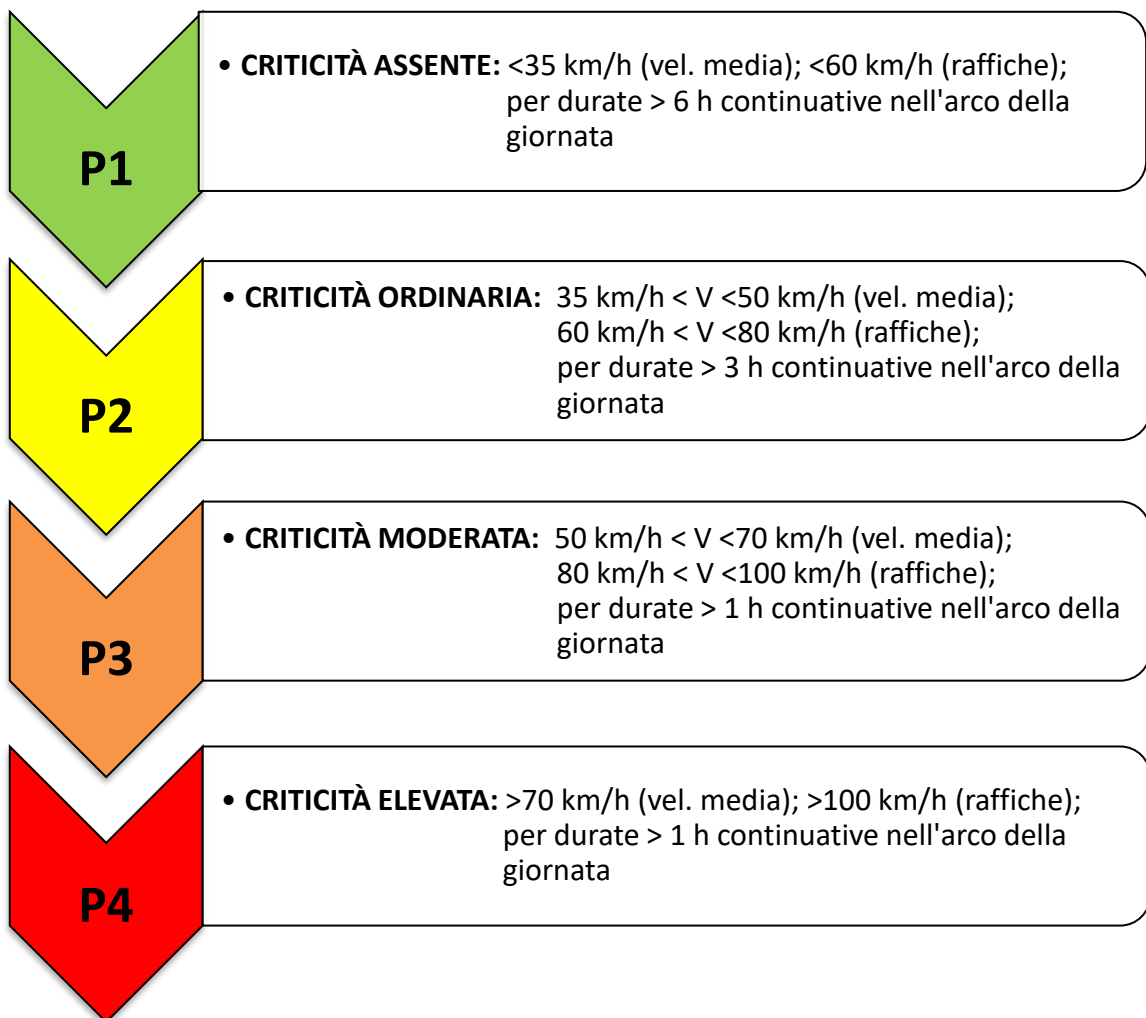 P1
• CRITICITÀ ASSENTE: <35 km/h (vel. media); <60 km/h (raffiche);
per durate > 6 h continuative nell'arco della
giornata
P2
• CRITICITÀ ORDINARIA: 35 km/h < V <50 km/h (vel. media);
60 km/h < V <80 km/h (raffiche);
per durate > 3 h continuative nell'arco della
giornata
P3
• CRITICITÀ MODERATA: 50 km/h < V <70 km/h (vel. media);
80 km/h < V <100 km/h (raffiche);
per durate > 1 h continuative nell'arco della
giornata
P4
• CRITICITÀ ELEVATA: >70 km/h (vel. media); >100 km/h (raffiche);
per durate > 1 h continuative nell'arco della
giornata